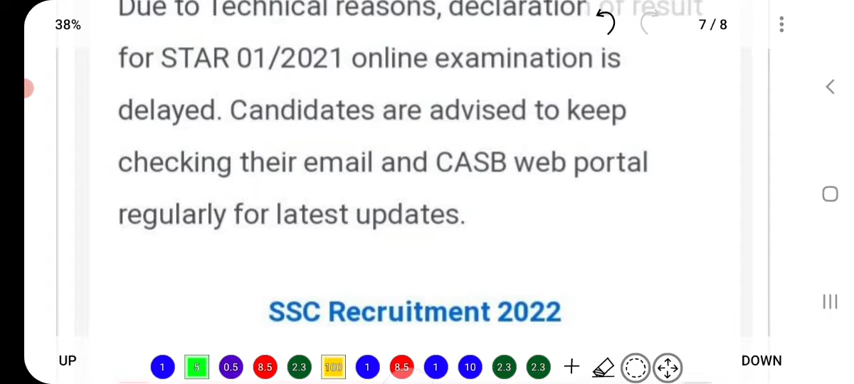 Due to Technical reasons, declaration of result
38%
7 / 8
for STAR 01/2021 online examination is
delayed. Candidates are advised to keep
checking their email and CASB web portal
regularly for latest updates.
SSC Recruitment 2022
UP
DOWN
1 5 0.5 8.5 2.3 100 1 8.5 1 10 2.3 2.3